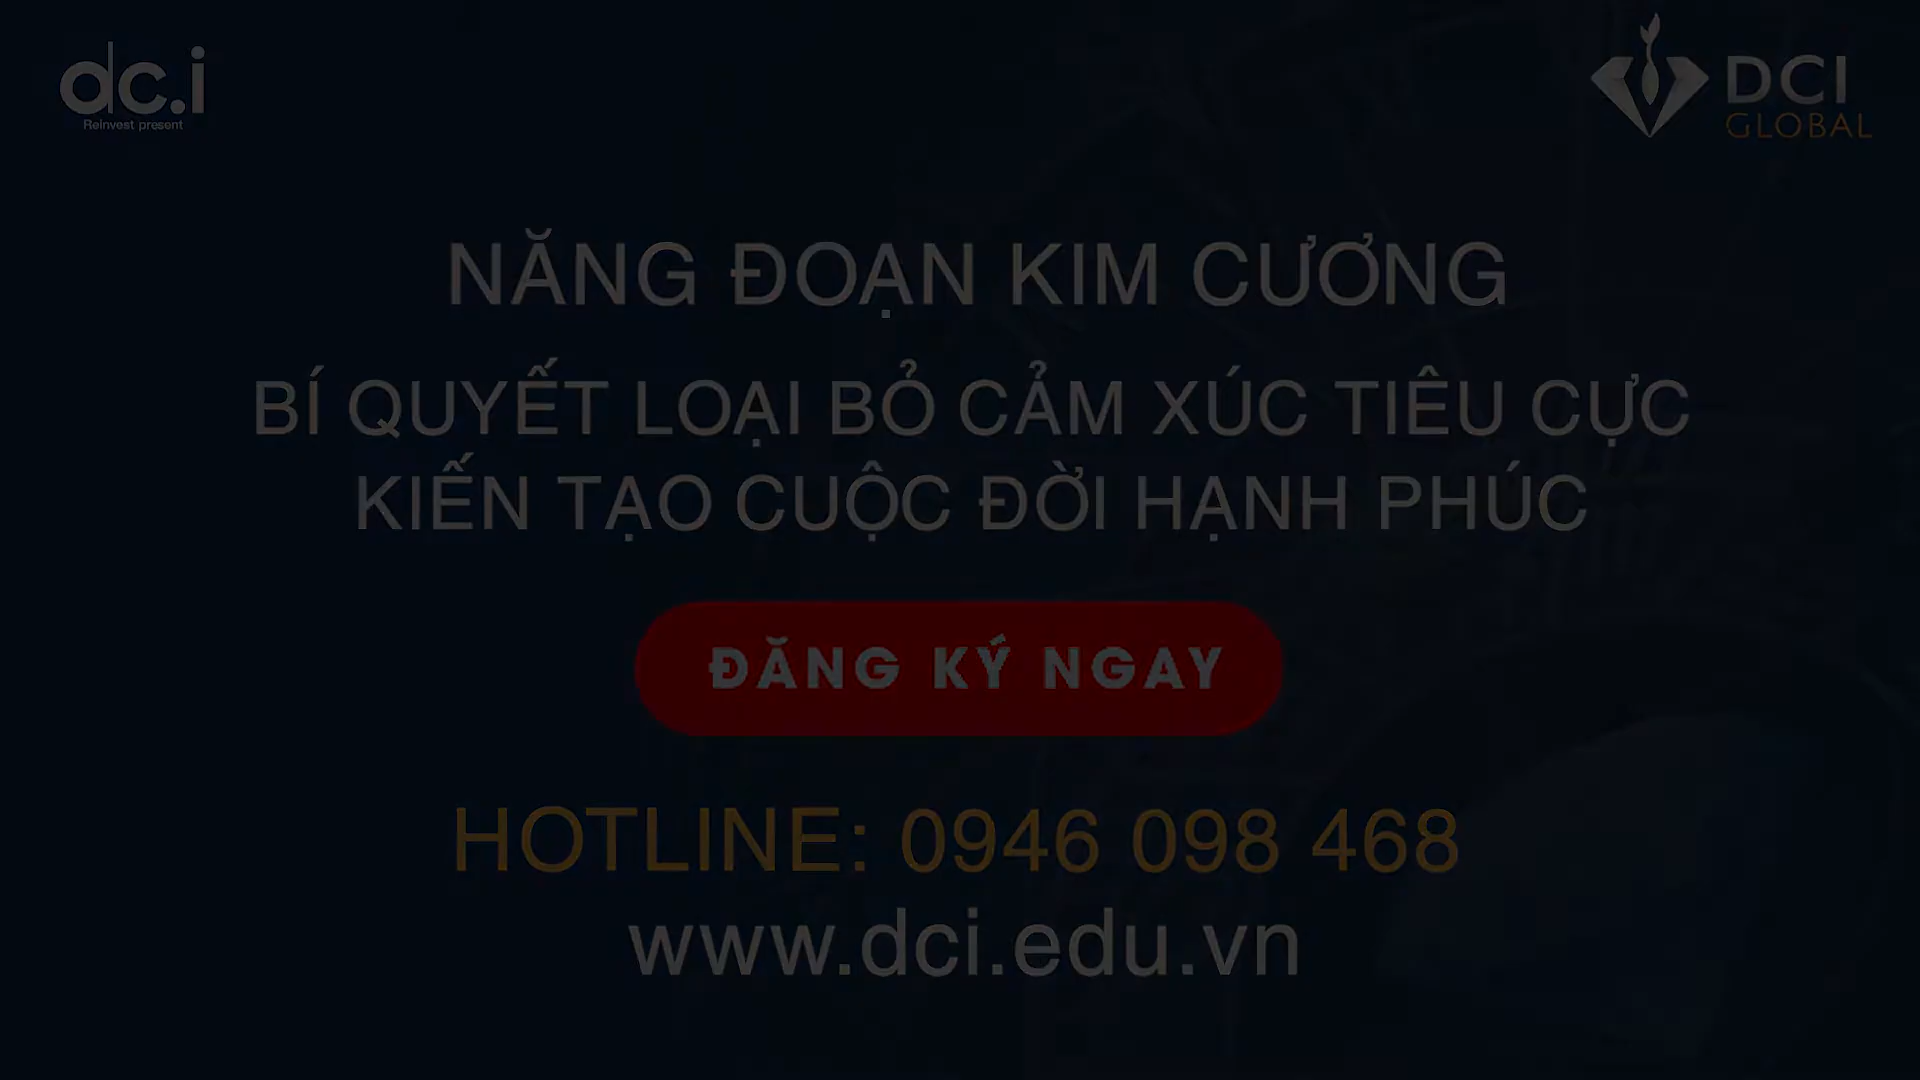 dc.i
Reinvest present
DCI
GLOBAL
NĂNG ĐOẠN KIM CƯƠNG
BÍ QUYẾT LOẠI BỎ CẢM XÚC TIÊU CỰC
KIẾN TẠO CUỘC ĐỜI HẠNH PHÚC
ĐĂNG KÝ NGAY
HOTLINE: 0946 098 468
www.dci.edu.vn